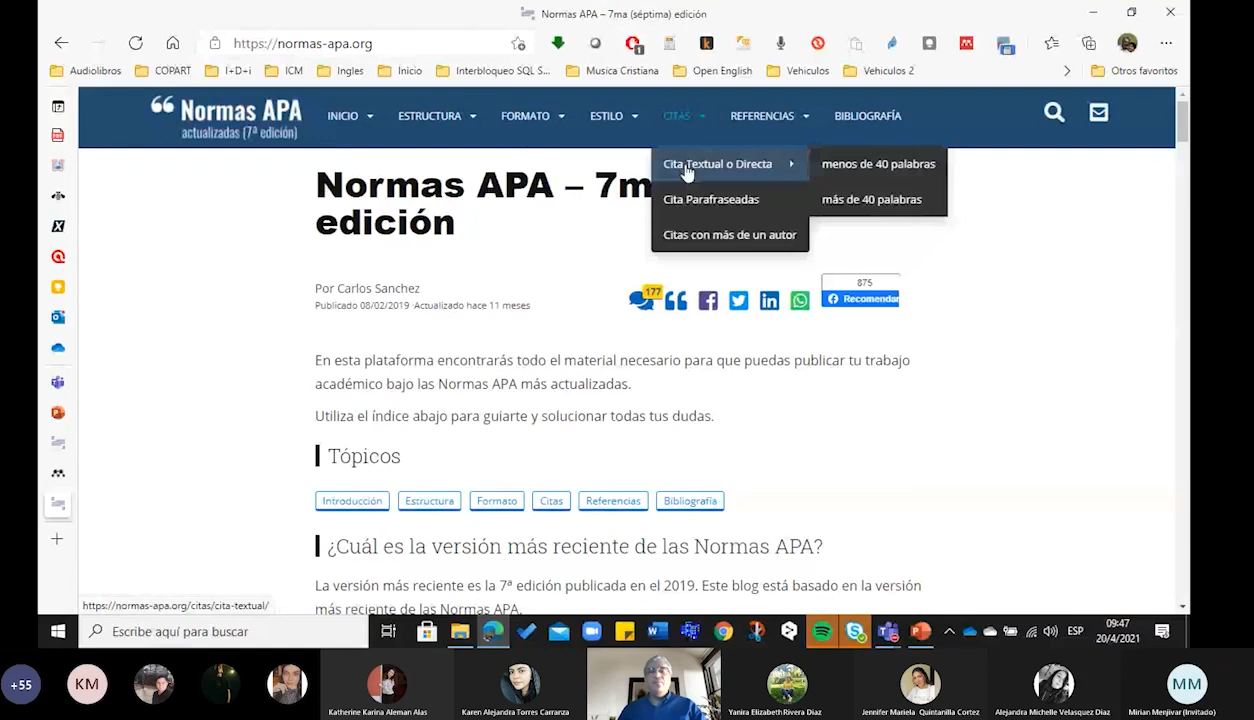 Normas APA – 7ma (séptima) edición
https://normas-apa.org
1
Audiolibros
COPART
I+D+i
ICM
Ingles
Inicio
Interbloqueo SQL S...
Musica Cristiana
Open English
Vehiculos
Vehiculos 2
Otros favoritos
Normas APA
actualizadas (7ª edición)
INICIO
ESTRUCTURA
FORMATO
ESTILO
CITAS
REFERENCIAS
BIBLIOGRAFÍA
Cita Textual o Directa
menos de 40 palabras
Cita Parafraseadas
más de 40 palabras
Citas con más de un autor
Normas APA – 7ma
edición
Por Carlos Sanchez
Publicado 08/02/2019 Actualizado hace 11 meses
177
875
Recomendar
En esta plataforma encontrarás todo el material necesario para que puedas publicar tu trabajo
académico bajo las Normas APA más actualizadas.
Utiliza el índice abajo para guiarte y solucionar todas tus dudas.
Tópicos
Introducción
Estructura
Formato
Citas
Referencias
Bibliografía
¿Cuál es la versión más reciente de las Normas APA?
La versión más reciente es la 7ª edición publicada en el 2019. Este blog está basado en la versión
más reciente de las Normas APA.
https://normas-apa.org/citas/cita-textual/
Escribe aquí para buscar
ESP
09:47
20/4/2021
+55
KM
Katherine Karina Aleman Alas
Karen Alejandra Torres Carranza
Yanira Elizabeth Rivera Diaz
Jennifer Mariela Quintanilla Cortez
Alejandra Michelle Velasquez Diaz
MM
Mirian Menjivar (Invitado)